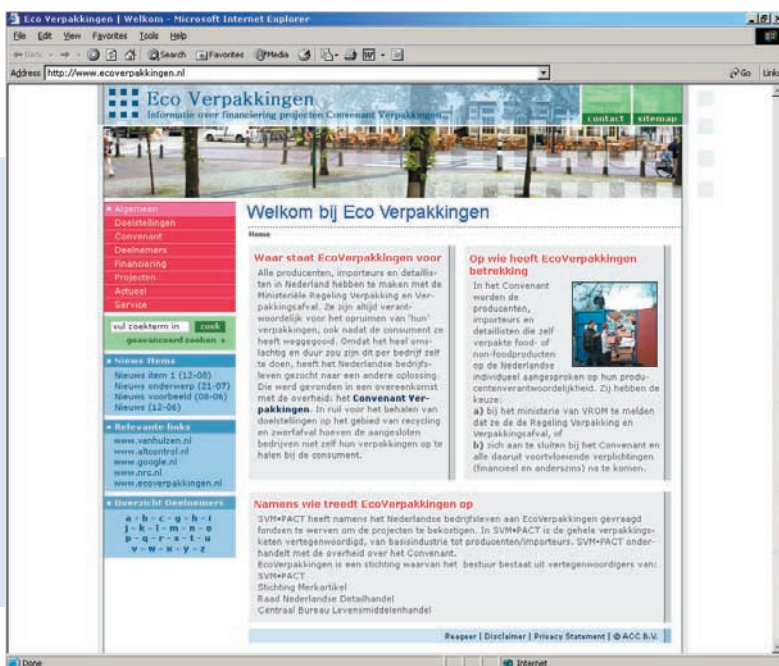 Eco Verpakkingen | Welkom - Microsoft Internet Explorer
File Edit View Favorites Tools Help
Back Search Favorites Media
Address http://www.ecoverpakkingen.nl Go Links
Eco Verpakkingen
Informatie over financiering projecten Convenant Verpakkingen
contact sitemap
Algemeen
Doelstellingen
Convenant
Deelnemers
Financiering
Projecten
Actueel
Service
vul zoekterm in zoek
geavanceerd zoeken
Nieuws Items
Nieuws item 1 (12-08)
Nieuws onderwerp (21-07)
Nieuws voorbeeld (08-06)
Nieuws (12-06)
Relevante links
www.vanhulzen.nl
www.altcontrol.nl
www.google.nl
www.nrc.nl
www.ecoverpakkingen.nl
Overzicht Deelnemers
a - b - c - g - h - i
j - k - l - m - n - o
p - q - r - s - t - u
v - w - x - y - z
Welkom bij Eco Verpakkingen
Home
Waar staat EcoVerpakkingen voor
Alle producenten, importeurs en detaillis-
ten in Nederland hebben te maken met de
Ministeriële Regeling Verpakking en Ver-
pakkingsafval. Ze zijn altijd verant-
woordelijk voor het opruimen van 'hun'
verpakkingen, ook nadat de consument ze
heeft weggegooid. Omdat het heel oms-
lachtig en duur zou zijn dit per bedrijf zelf
te doen, heeft het Nederlandse bedrijfs-
leven gezocht naar een andere oplossing.
Die werd gevonden in een overeenkomst
met de overheid: het Convenant Ver-
pakkingen. In ruil voor het behalen van
doelstellingen op het gebied van recycling
en zwerfafval hoeven de aangesloten
bedrijven niet zelf hun verpakkingen op te
halen bij de consument.
Op wie heeft EcoVerpakkingen
betrekking
In het Convenant
worden de
producenten,
importeurs en
detaillisten die zelf
verpakte food- of
non-foodproducten
op de Nederlandse
individueel aangesproken op hun produ-
centenverantwoordelijkheid. Zij hebben de
keuze:
a) bij het ministerie van VROM te melden
dat ze de de Regeling Verpakking en
Verpakkingsafval, of
b) zich aan te sluiten bij het Convenant en
alle daaruit voortvloeiende verplichtingen
(financieel en anderszins) na te komen.
Namens wie treedt EcoVerpakkingen op
SVM•PACT heeft namens het Nederlandse bedrijfsleven aan EcoVerpakkingen gevraagd
fondsen te werven om de projecten te bekostigen. In SVM•PACT is de gehele verpakkings-
keten vertegenwoordigd, van basisindustrie tot producenten/importeurs. SVM•PACT onder-
handelt met de overheid over het Convenant.
EcoVerpakkingen is een stichting waarvan het bestuur bestaat uit vertegenwoordigers van:
SVM•PACT
Stichting Merkartikel
Raad Nederlandse Detailhandel
Centraal Bureau Levensmiddelenhandel
Reageer | Disclaimer | Privacy Statement | © ACC B.V.
Done Internet